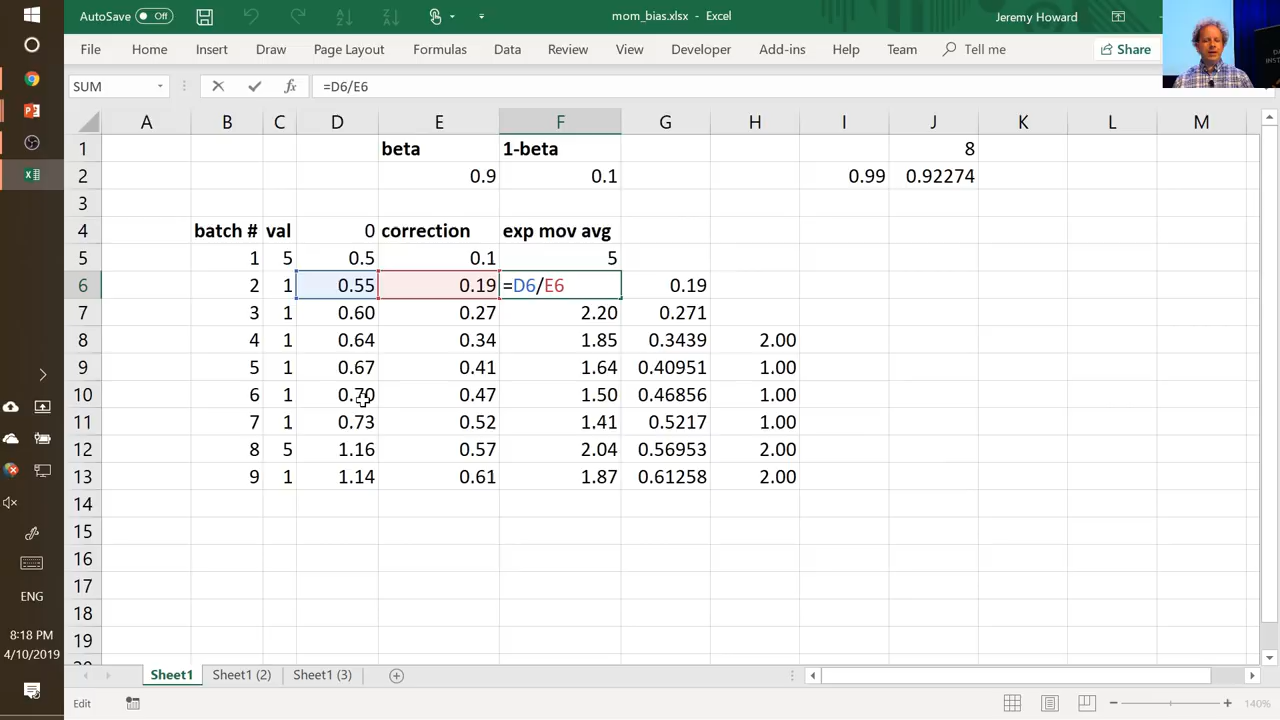 AutoSave Off mom_bias.xlsx - Excel Jeremy Howard
File Home Insert Draw Page Layout Formulas Data Review View Developer Add-ins Help Team Tell me Share
SUM =D6/E6
A B C D E F G H I J K L M
1 beta 1-beta 8
2 0.9 0.1 0.99 0.92274
3
4 batch # val 0 correction exp mov avg
5 1 5 0.5 0.1 5
6 2 1 0.55 0.19 =D6/E6 0.19
7 3 1 0.60 0.27 2.20 0.271
8 4 1 0.64 0.34 1.85 0.3439 2.00
9 5 1 0.67 0.41 1.64 0.40951 1.00
10 6 1 0.70 0.47 1.50 0.46856 1.00
11 7 1 0.73 0.52 1.41 0.5217 1.00
12 8 5 1.16 0.57 2.04 0.56953 2.00
13 9 1 1.14 0.61 1.87 0.61258 2.00
14
15
16
17
18
19
ENG
8:18 PM
4/10/2019
Sheet1 Sheet1 (2) Sheet1 (3)
Edit 140%